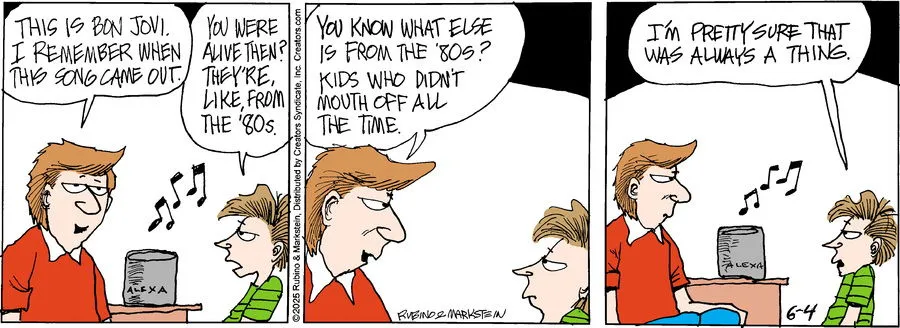 THIS IS BON JOVI.
I REMEMBER WHEN
THIS SONG CAME OUT.
YOU WERE
ALIVE THEN?
THEY'RE,
LIKE, FROM
THE '80s.
ALEXA
©2025 Rubino & Markstein, Distributed by Creators Syndicate, Inc. Creators.com
YOU KNOW WHAT ELSE
IS FROM THE '80s?
KIDS WHO DIDN'T
MOUTH OFF ALL
THE TIME.
RUBINO & MARKSTEIN
I'M PRETTY SURE THAT
WAS ALWAYS A THING.
ALEXA
6-4